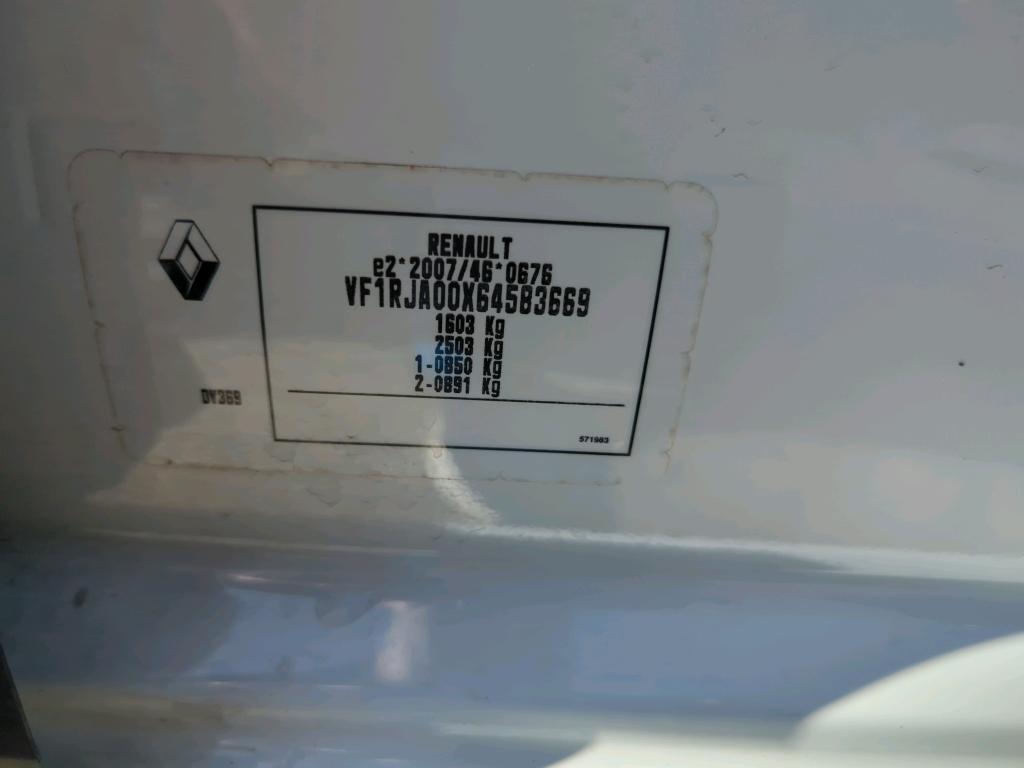 RENAULT
e2*2007/46*0676
VF1RJA00X64583669
1603 Kg
2503 Kg
1-0850 Kg
2-0891 Kg
DY369
571983